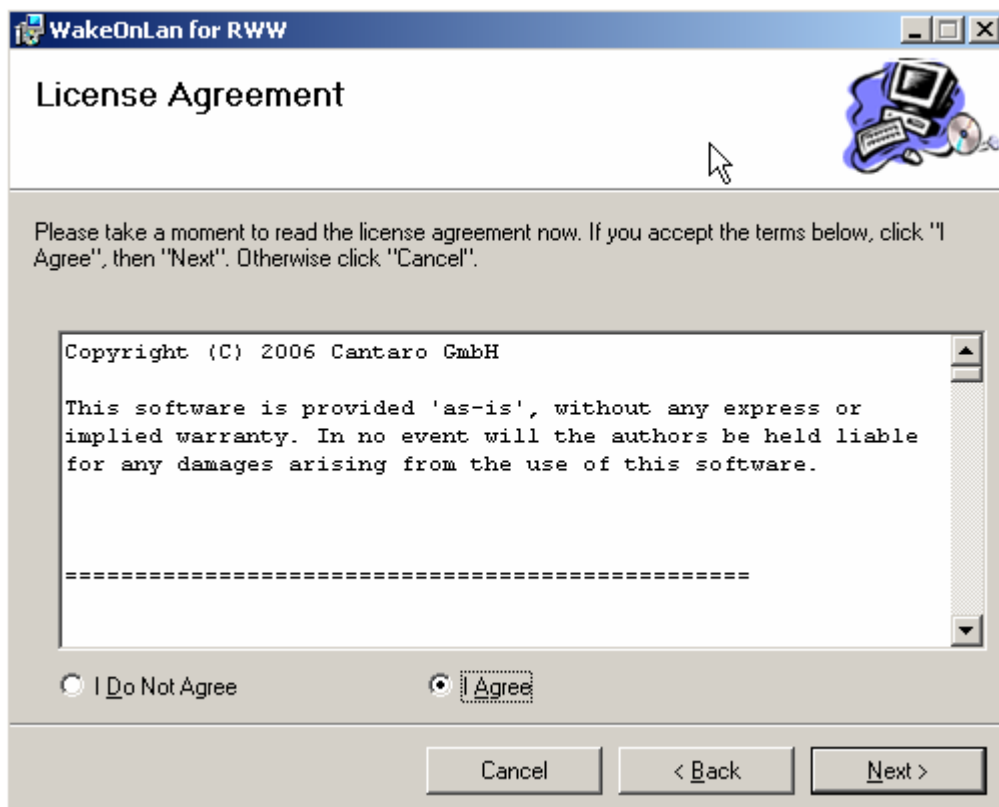 WakeOnLan for RWW
License Agreement
Please take a moment to read the license agreement now. If you accept the terms below, click "I
Agree", then "Next". Otherwise click "Cancel".
Copyright (C) 2006 Cantaro GmbH
This software is provided 'as-is', without any express or
implied warranty. In no event will the authors be held liable
for any damages arising from the use of this software.
=================================================
I Do Not Agree
I Agree
Cancel
< Back
Next >